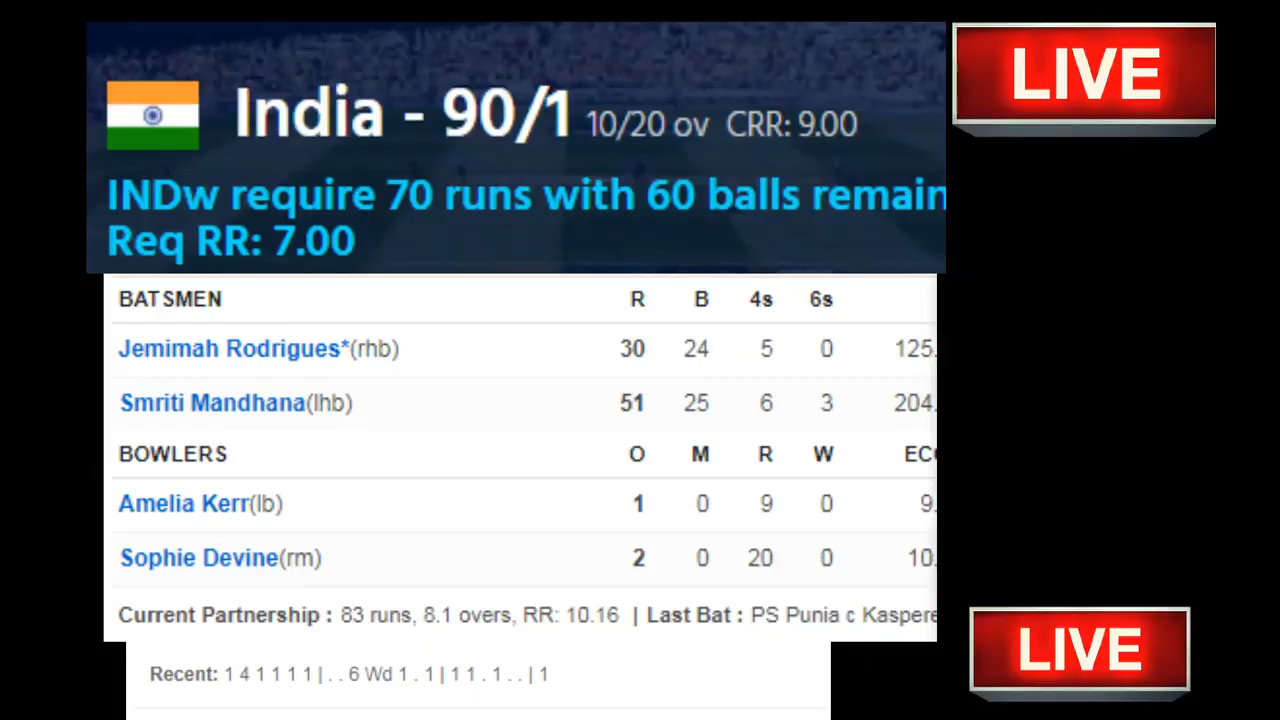 India - 90/1 10/20 ov CRR: 9.00
LIVE
INDw require 70 runs with 60 balls remain
Req RR: 7.00
BATSMEN R B 4s 6s
Jemimah Rodrigues*(rhb) 30 24 5 0 125.
Smriti Mandhana(lhb) 51 25 6 3 204.
BOWLERS O M R W EC
Amelia Kerr(lb) 1 0 9 0 9.
Sophie Devine(rm) 2 0 20 0 10.
Current Partnership : 83 runs, 8.1 overs, RR: 10.16 | Last Bat : PS Punia c Kaspere
LIVE
Recent: 1 4 1 1 1 1 | . . 6 Wd 1 . 1 | 1 1 . 1 . . | 1